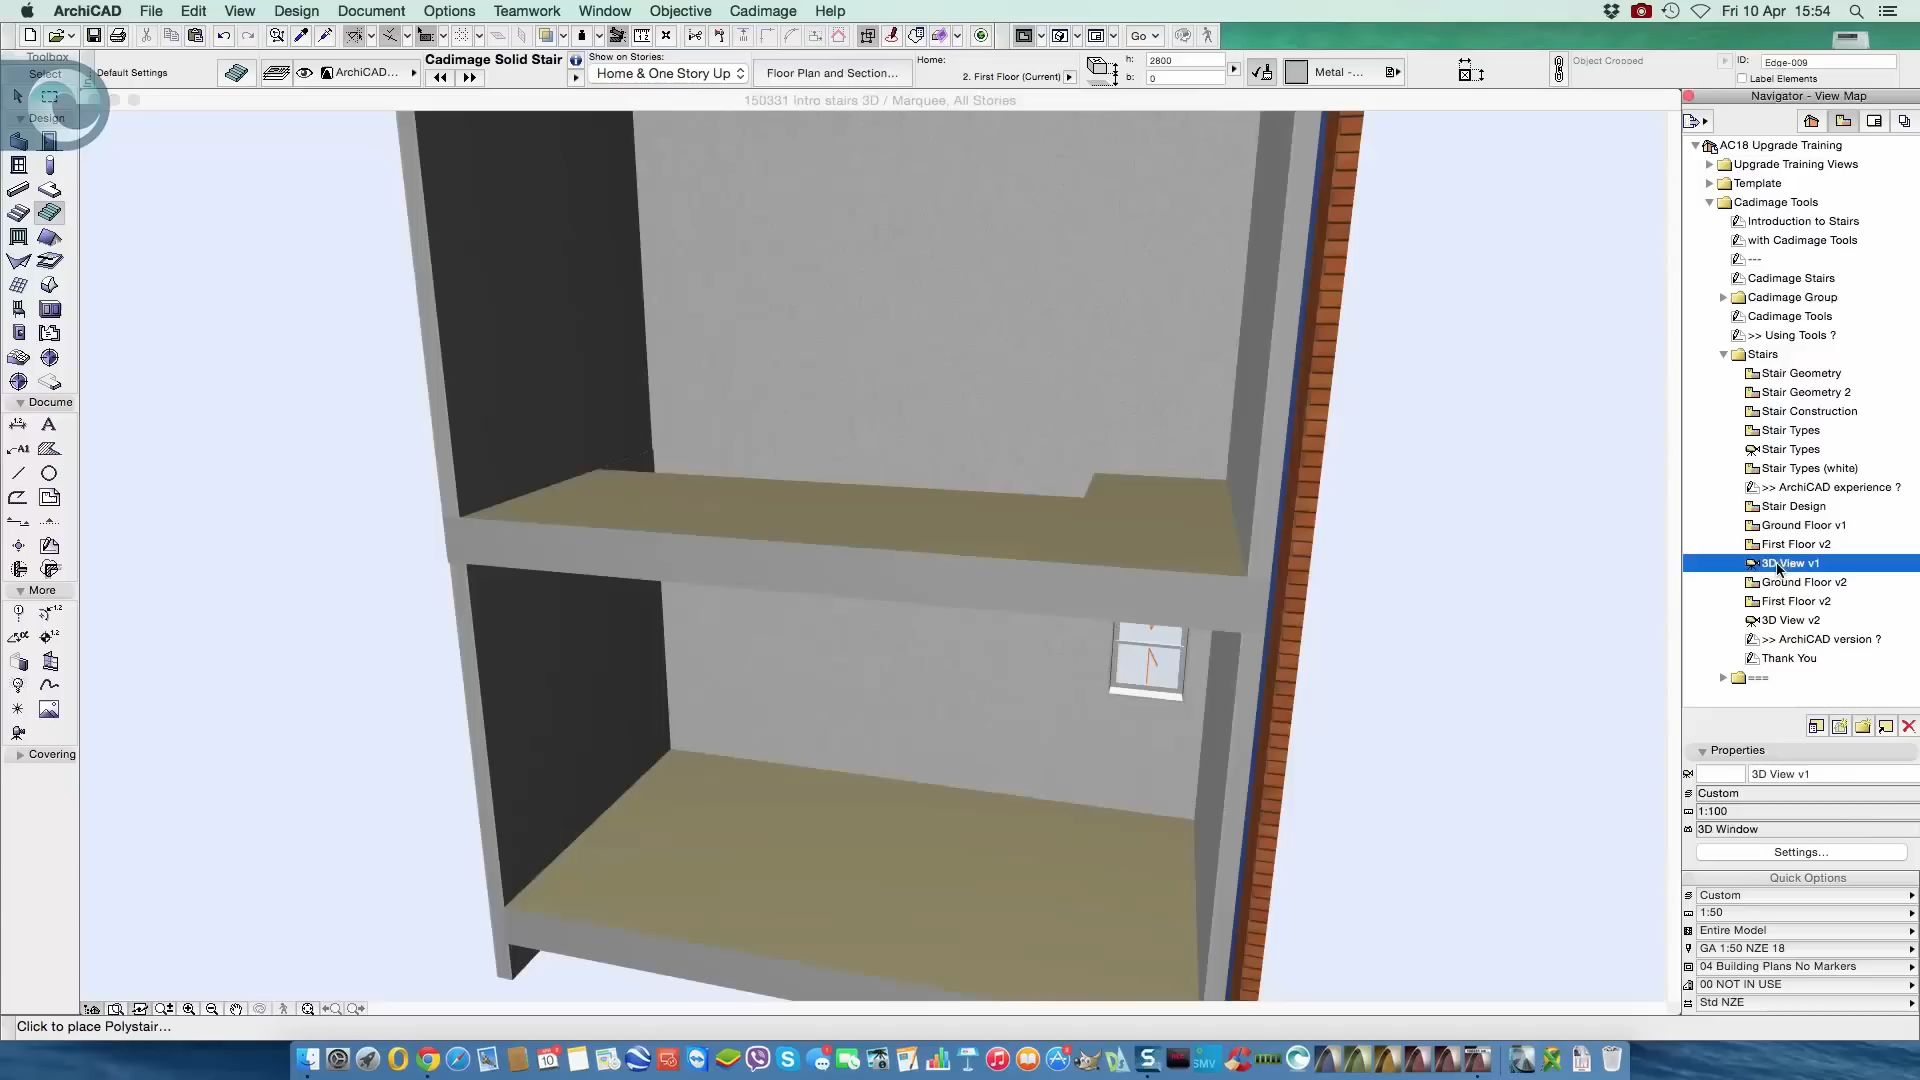 ArchiCAD File Edit View Design Document Options Teamwork Window Objective Cadimage Help Fri 10 Apr 15:54
Go
Toolbox
Select
Default Settings
ArchiCAD...
Cadimage Solid Stair
Show on Stories:
Home & One Story Up
Floor Plan and Section...
Home:
2. First Floor (Current)
h: 2800
b: 0
Metal -...
Object Cropped
ID: Edge-009
Label Elements
150331 Intro stairs 3D / Marquee, All Stories
Navigator - View Map
Design
Docume
More
Covering
AC18 Upgrade Training
Upgrade Training Views
Template
Cadimage Tools
Introduction to Stairs
with Cadimage Tools
---
Cadimage Stairs
Cadimage Group
Cadimage Tools
>> Using Tools ?
Stairs
Stair Geometry
Stair Geometry 2
Stair Construction
Stair Types
Stair Types
Stair Types (white)
>> ArchiCAD experience ?
Stair Design
Ground Floor v1
First Floor v2
3D View v1
Ground Floor v2
First Floor v2
3D View v2
>> ArchiCAD version ?
Thank You
===
Properties
3D View v1
Custom
1:100
3D Window
Settings...
Quick Options
Custom
1:50
Entire Model
GA 1:50 NZE 18
04 Building Plans No Markers
00 NOT IN USE
Std NZE
Click to place Polystair...